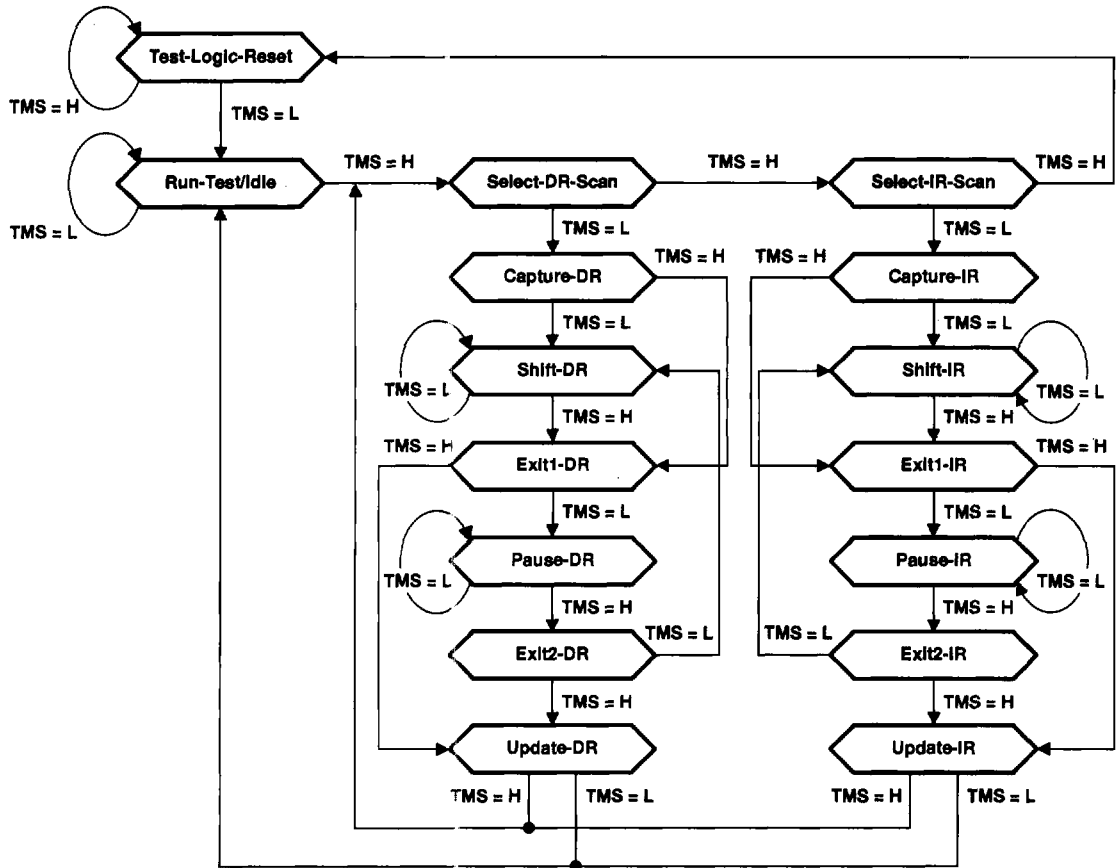 Test-Logic-Reset
TMS = H
TMS = L
TMS = H
TMS = H
TMS = H
Run-Test/Idle
Select-DR-Scan
Select-IR-Scan
TMS = L
TMS = L
TMS = L
TMS = H
TMS = H
Capture-DR
Capture-IR
TMS = L
TMS = L
Shift-DR
Shift-IR
TMS = L
TMS = L
TMS = H
TMS = H
TMS = H
TMS = H
Exit1-DR
Exit1-IR
TMS = L
TMS = L
Pause-DR
Pause-IR
TMS = L
TMS = L
TMS = H
TMS = H
TMS = L
TMS = L
Exit2-DR
Exit2-IR
TMS = H
TMS = H
Update-DR
Update-IR
TMS = H
TMS = L
TMS = H
TMS = L